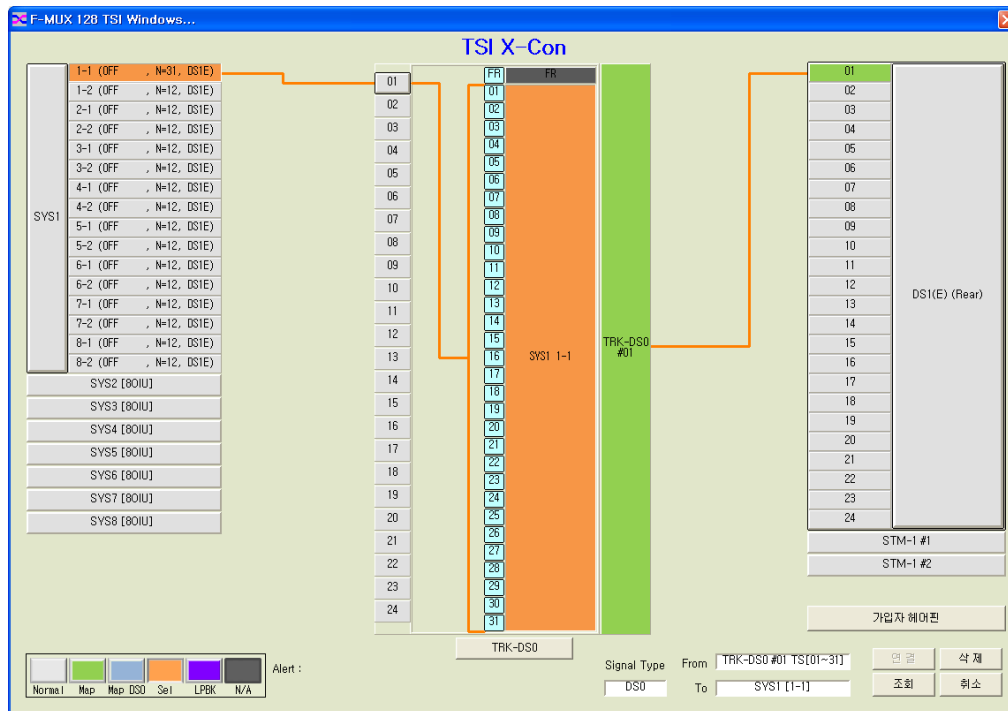 F-MUX 128 TSI Windows...
TSI X-Con
SYS1
1-1 (OFF , N=31, DS1E)
1-2 (OFF , N=12, DS1E)
2-1 (OFF , N=12, DS1E)
2-2 (OFF , N=12, DS1E)
3-1 (OFF , N=12, DS1E)
3-2 (OFF , N=12, DS1E)
4-1 (OFF , N=12, DS1E)
4-2 (OFF , N=12, DS1E)
5-1 (OFF , N=12, DS1E)
5-2 (OFF , N=12, DS1E)
6-1 (OFF , N=12, DS1E)
6-2 (OFF , N=12, DS1E)
7-1 (OFF , N=12, DS1E)
7-2 (OFF , N=12, DS1E)
8-1 (OFF , N=12, DS1E)
8-2 (OFF , N=12, DS1E)
SYS2 [8OIU]
SYS3 [8OIU]
SYS4 [8OIU]
SYS5 [8OIU]
SYS6 [8OIU]
SYS7 [8OIU]
SYS8 [8OIU]
01
02
03
04
05
06
07
08
09
10
11
12
13
14
15
16
17
18
19
20
21
22
23
24
FR
FR
01
02
03
04
05
06
07
08
09
10
11
12
13
14
15
16
17
18
19
20
21
22
23
24
25
26
27
28
29
30
31
SYS1 1-1
TRK-DS0
#01
TRK-DS0
01
02
03
04
05
06
07
08
09
10
11
12
13
14
15
16
17
18
19
20
21
22
23
24
DS1(E) (Rear)
STM-1 #1
STM-1 #2
가입자 헤어핀
Normal
Map
Map DS0
Sel
LPBK
N/A
Alert :
Signal Type
DS0
From
TRK-DS0 #01 TS[01~31]
To
SYS1 [1-1]
연 결
삭 제
조회
취소